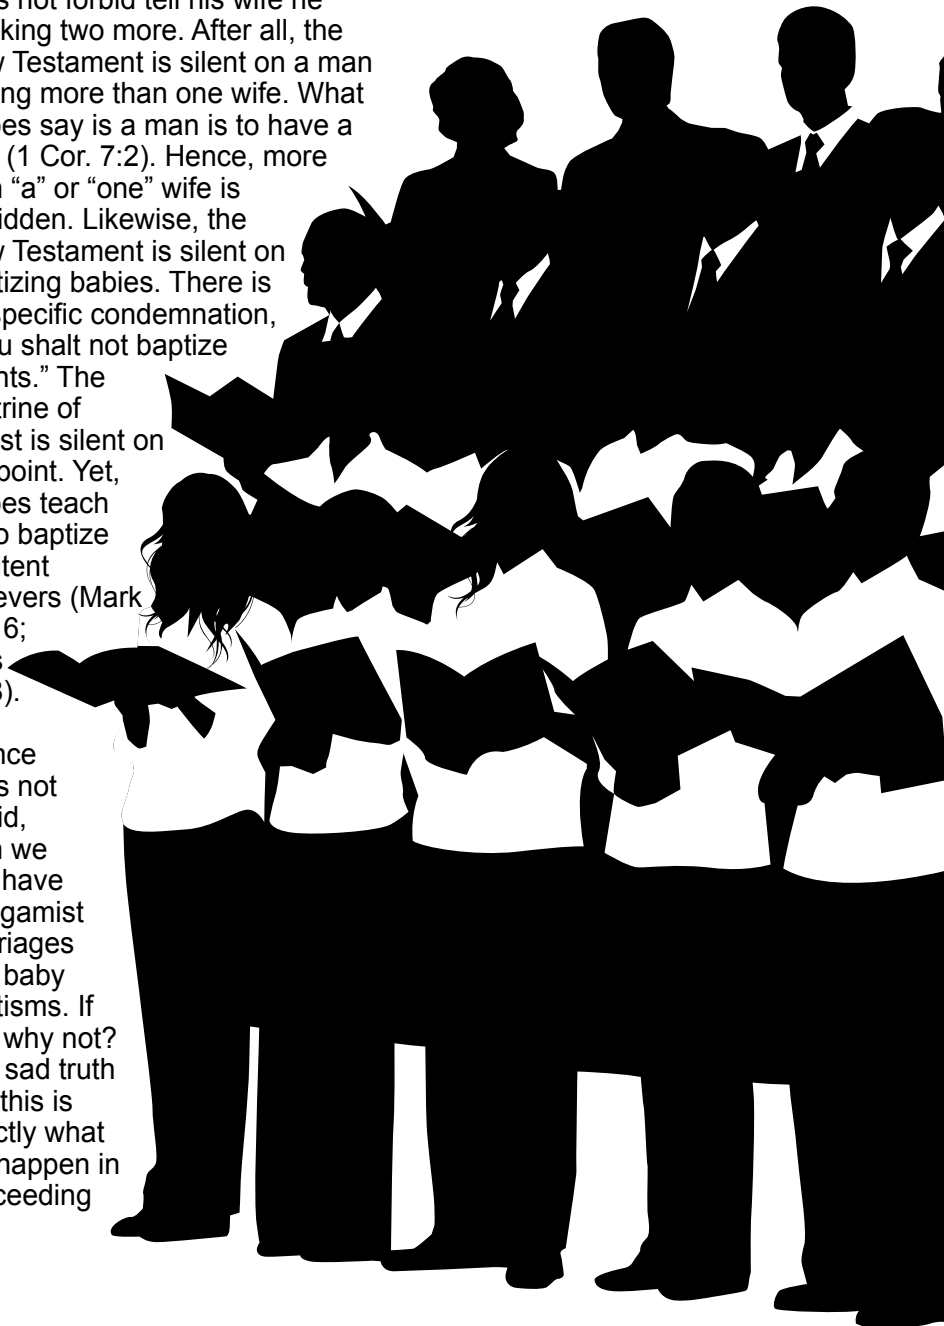 s not forbid tell his wife he
king two more. After all, the
Testament is silent on a man
ng more than one wife. What
es say is a man is to have a
(1 Cor. 7:2). Hence, more
“a” or “one” wife is
idden. Likewise, the
Testament is silent on
tizing babies. There is
specific condemnation,
u shalt not baptize
nts.” The
trine of
st is silent on
point. Yet,
es teach
o baptize
tent
evers (Mark
6;
s
3).
nce
s not
id,
we
have
gamist
riages
baby
tisms. If
why not?
sad truth
this is
ctly what
happen in
ceeding